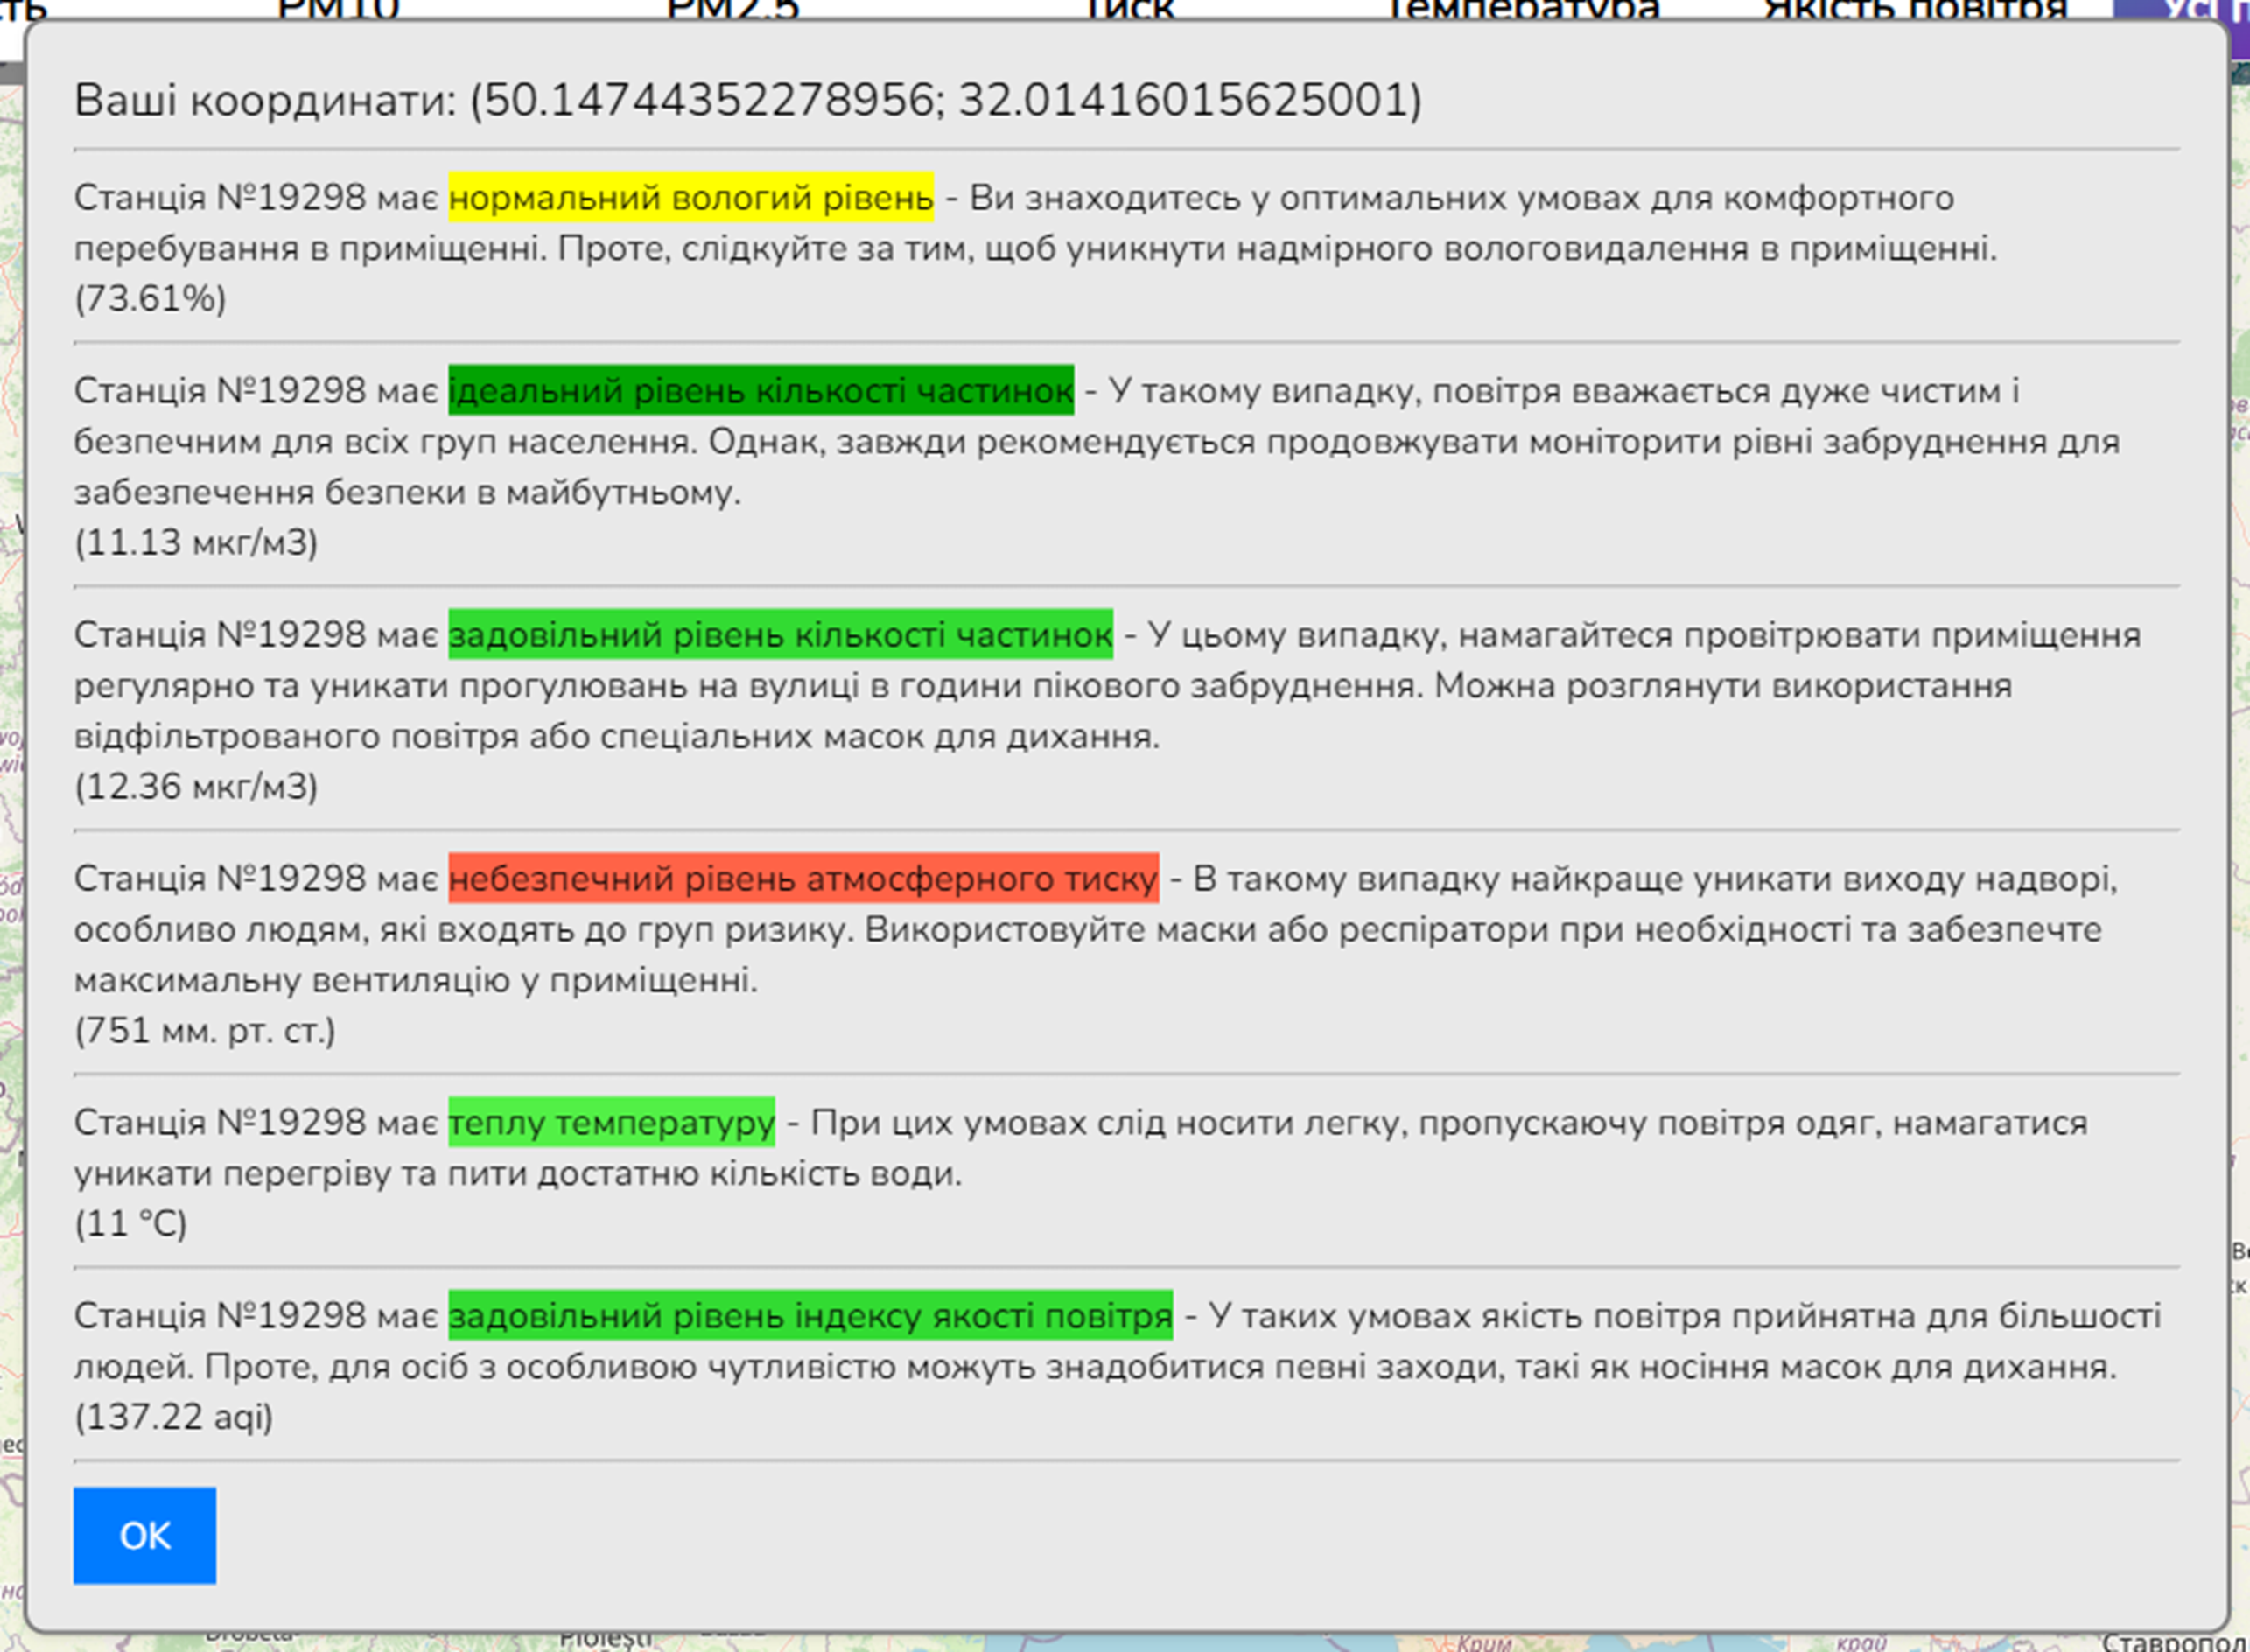 PM10 PM2.5 Тиск Температура Якість повітря Усі
Ваші координати: (50.14744352278956; 32.01416015625001)
Станція №19298 має нормальний вологий рівень - Ви знаходитесь у оптимальних умовах для комфортного
перебування в приміщенні. Проте, слідкуйте за тим, щоб уникнути надмірного вологовидалення в приміщенні.
(73.61%)
Станція №19298 має ідеальний рівень кількості частинок - У такому випадку, повітря вважається дуже чистим і
безпечним для всіх груп населення. Однак, завжди рекомендується продовжувати моніторити рівні забруднення для
забезпечення безпеки в майбутньому.
(11.13 мкг/м3)
Станція №19298 має задовільний рівень кількості частинок - У цьому випадку, намагайтеся провітрювати приміщення
регулярно та уникати прогулювань на вулиці в години пікового забруднення. Можна розглянути використання
відфільтрованого повітря або спеціальних масок для дихання.
(12.36 мкг/м3)
Станція №19298 має небезпечний рівень атмосферного тиску - В такому випадку найкраще уникати виходу надворі,
особливо людям, які входять до груп ризику. Використовуйте маски або респіратори при необхідності та забезпечте
максимальну вентиляцію у приміщенні.
(751 мм. рт. ст.)
Станція №19298 має теплу температуру - При цих умовах слід носити легку, пропускаючу повітря одяг, намагатися
уникати перегріву та пити достатню кількість води.
(11 °C)
Станція №19298 має задовільний рівень індексу якості повітря - У таких умовах якість повітря прийнятна для більшості
людей. Проте, для осіб з особливою чутливістю можуть знадобитися певні заходи, такі як носіння масок для дихання.
(137.22 aqi)
OK
Drobeta- Ploiești Крим край Ставропол